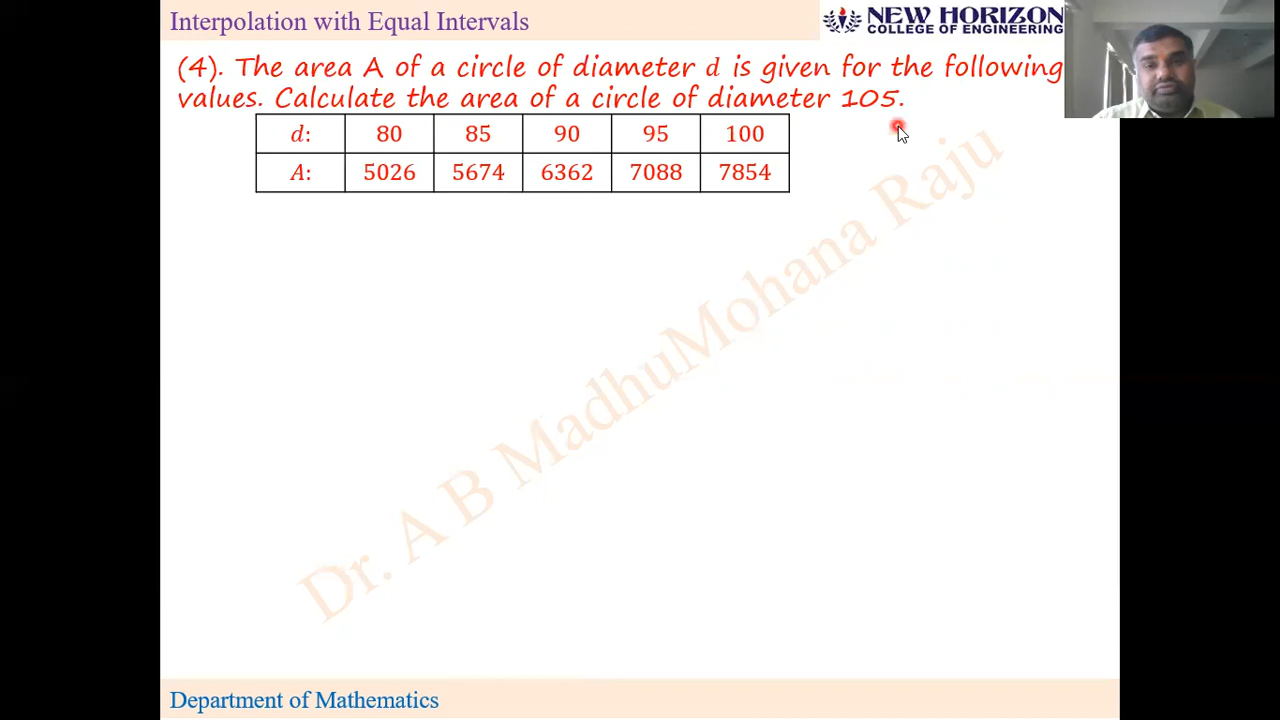 Interpolation with Equal Intervals
NEW HORIZON
COLLEGE OF ENGINEERING
(4). The area A of a circle of diameter d is given for the following
values. Calculate the area of a circle of diameter 105.
d: 80 85 90 95 100
A: 5026 5674 6362 7088 7854
Dr. A B MadhuMohana Raju
Department of Mathematics